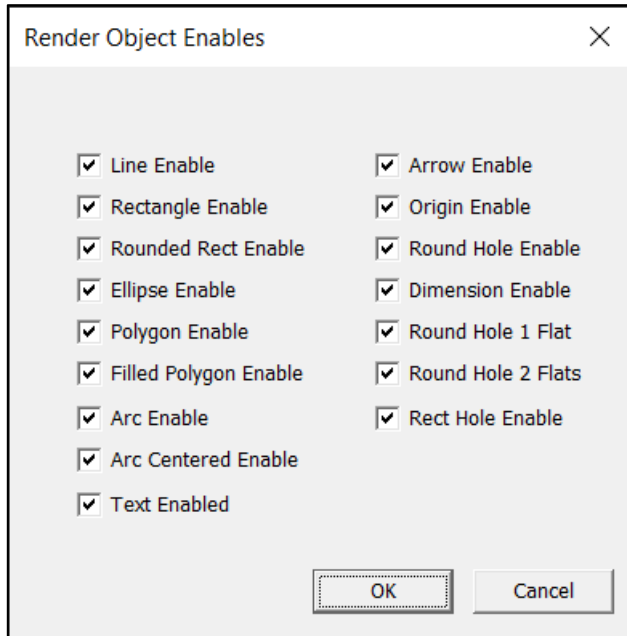 Render Object Enables
Line Enable
Rectangle Enable
Rounded Rect Enable
Ellipse Enable
Polygon Enable
Filled Polygon Enable
Arc Enable
Arc Centered Enable
Text Enabled
Arrow Enable
Origin Enable
Round Hole Enable
Dimension Enable
Round Hole 1 Flat
Round Hole 2 Flats
Rect Hole Enable
OK
Cancel